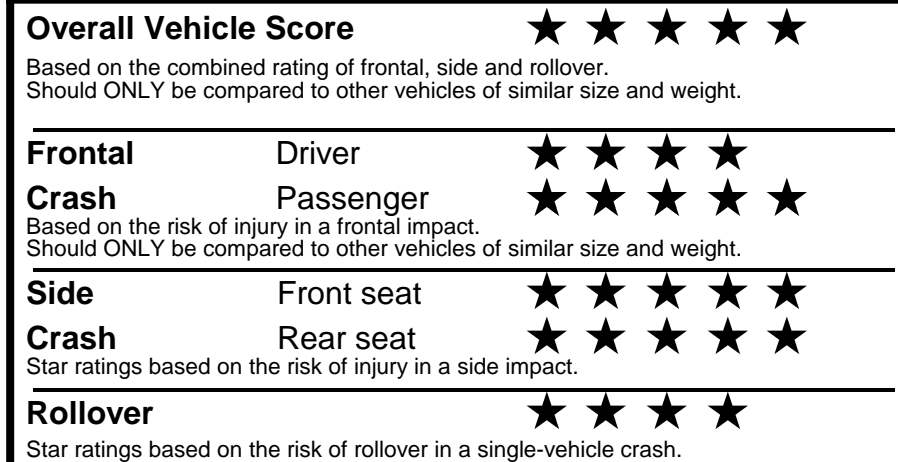 Overall Vehicle Score ★ ★ ★ ★ ★
Based on the combined rating of frontal, side and rollover.
Should ONLY be compared to other vehicles of similar size and weight.
Frontal Driver ★ ★ ★ ★
Crash Passenger ★ ★ ★ ★ ★
Based on the risk of injury in a frontal impact.
Should ONLY be compared to other vehicles of similar size and weight.
Side Front seat ★ ★ ★ ★ ★
Crash Rear seat ★ ★ ★ ★ ★
Star ratings based on the risk of injury in a side impact.
Rollover ★ ★ ★ ★
Star ratings based on the risk of rollover in a single-vehicle crash.